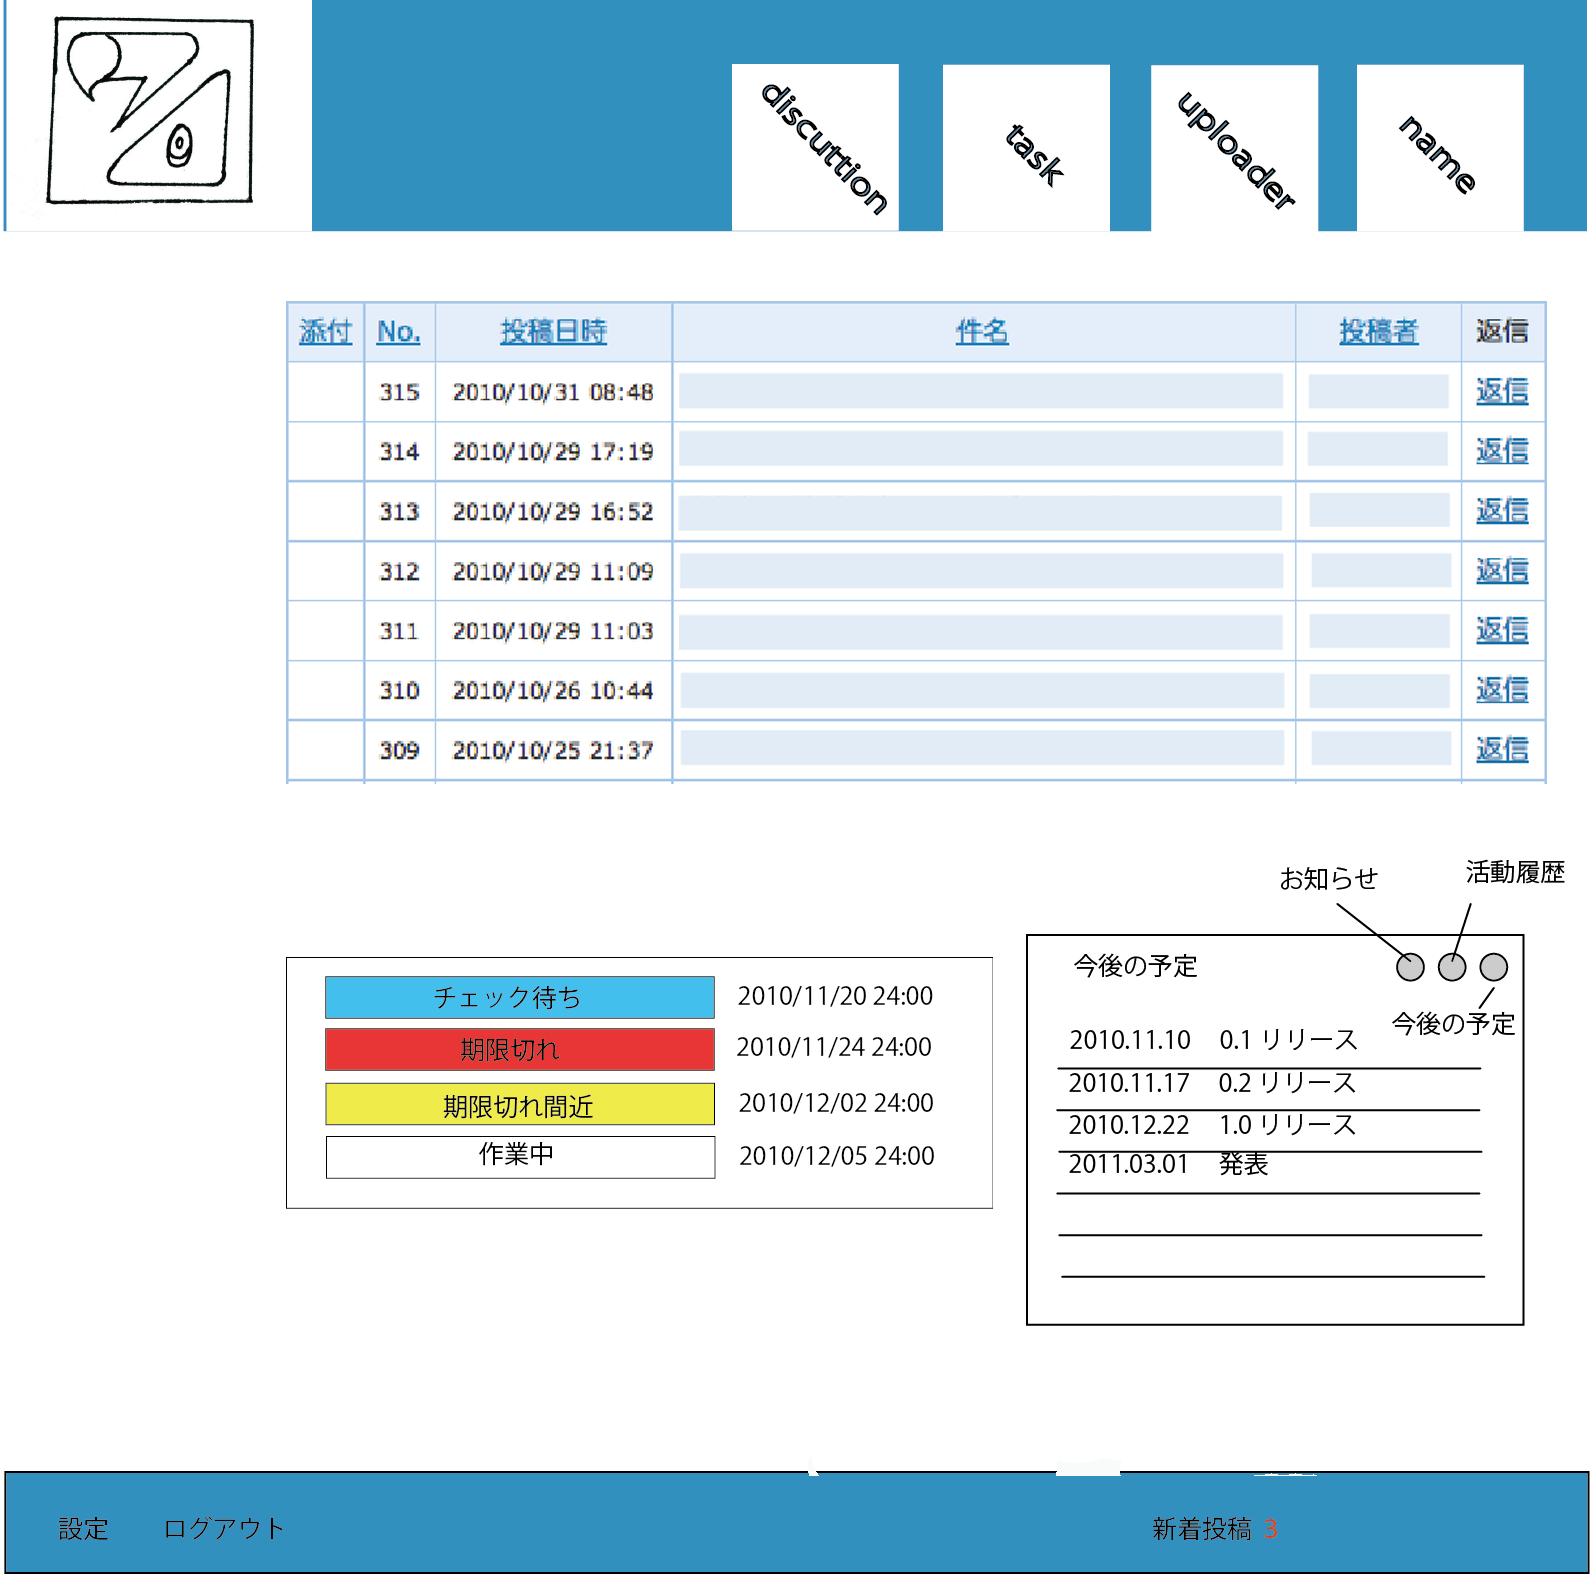 discuttion
task
uploader
name
添付 No. 投稿日時 件名 投稿者 返信
315 2010/10/31 08:48 返信
314 2010/10/29 17:19 返信
313 2010/10/29 16:52 返信
312 2010/10/29 11:09 返信
311 2010/10/29 11:03 返信
310 2010/10/26 10:44 返信
309 2010/10/25 21:37 返信
チェック待ち 2010/11/20 24:00
期限切れ 2010/11/24 24:00
期限切れ間近 2010/12/02 24:00
作業中 2010/12/05 24:00
お知らせ
活動履歴
今後の予定
今後の予定
2010.11.10 0.1 リリース
2010.11.17 0.2 リリース
2010.12.22 1.0 リリース
2011.03.01 発表
設定 ログアウト 新着投稿 3